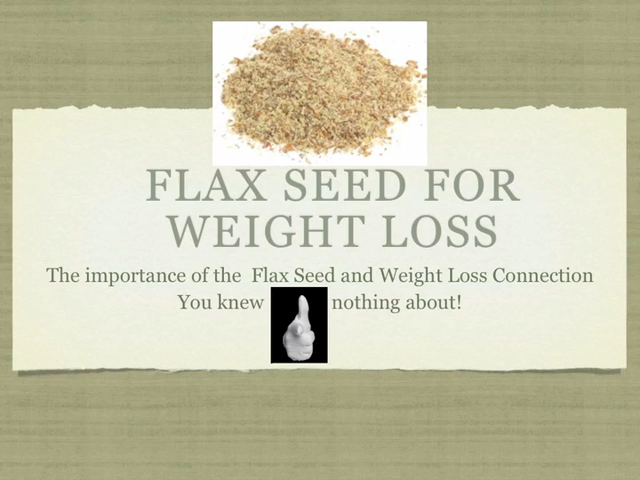 FLAX SEED FOR
WEIGHT LOSS
The importance of the Flax Seed and Weight Loss Connection
You knew nothing about!